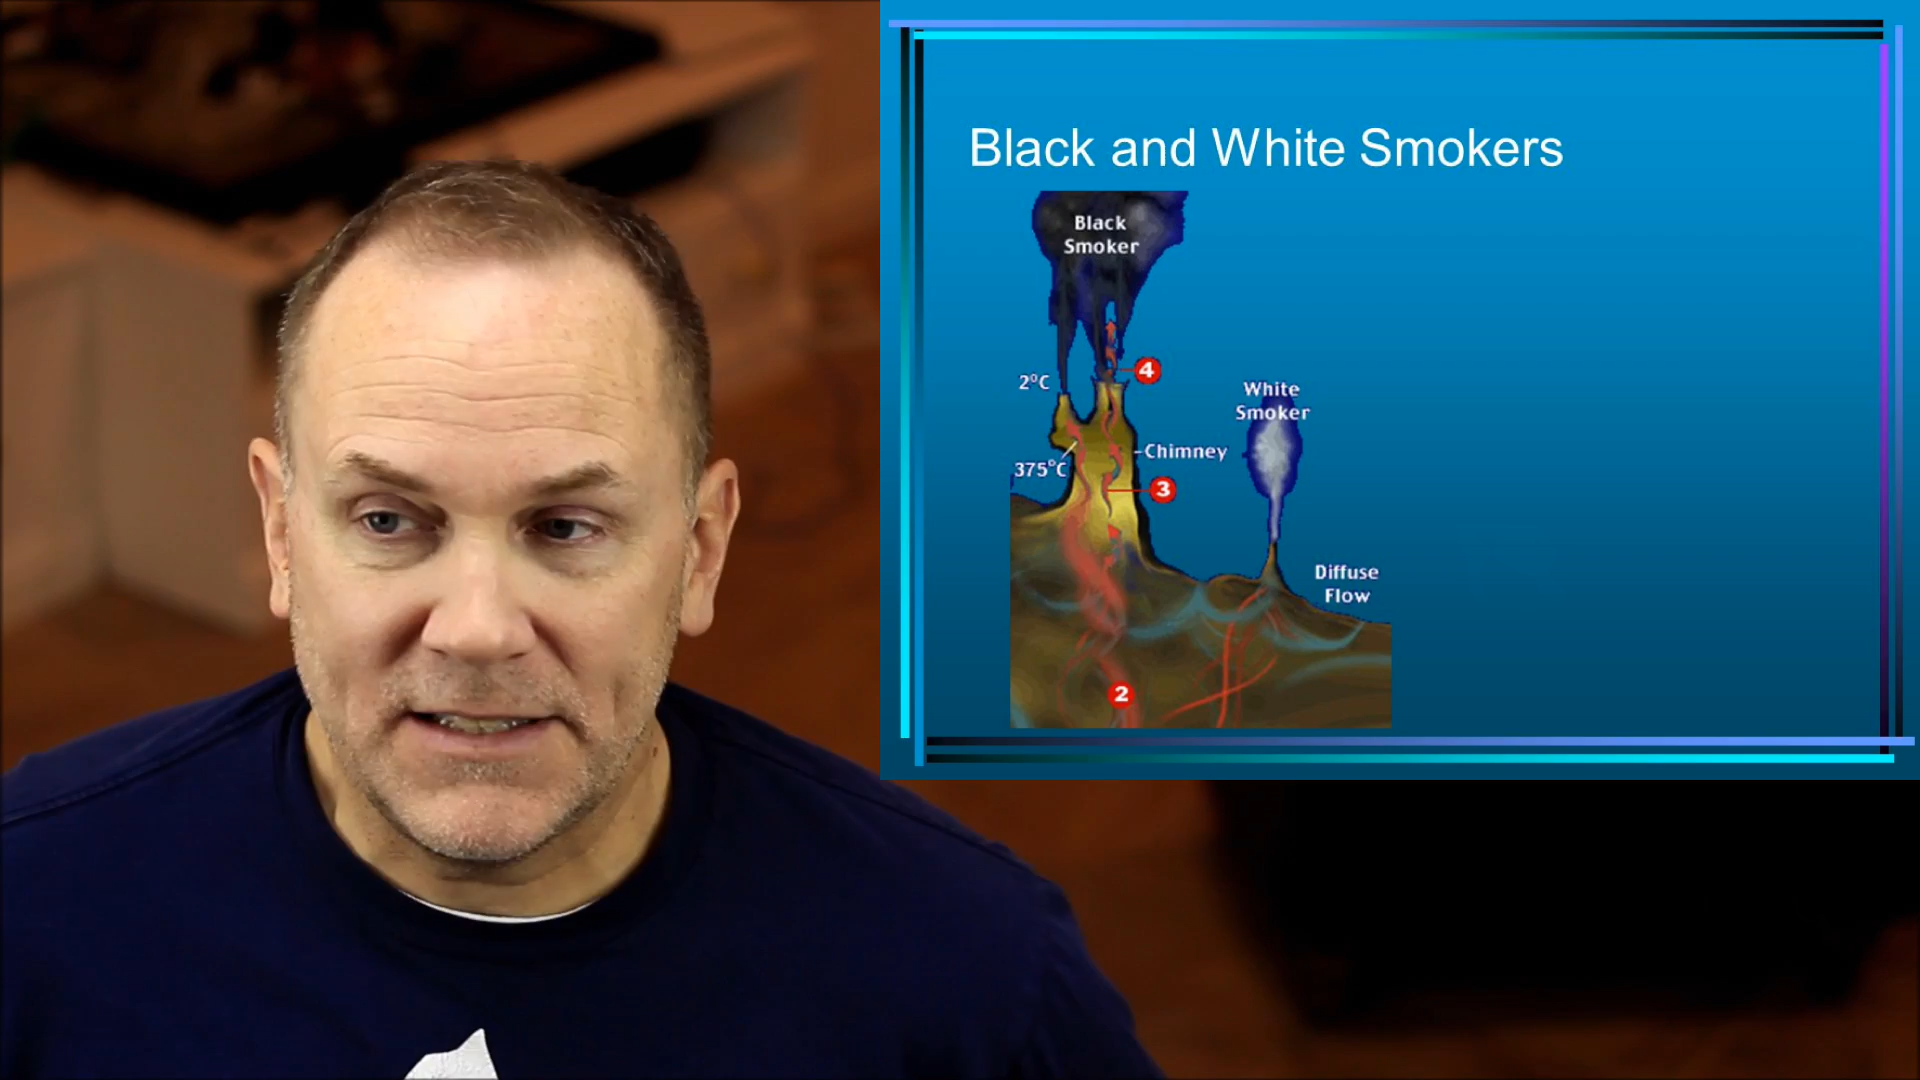 Black and White Smokers
Black
Smoker
4
2°C
White
Smoker
Chimney
375°C
3
Diffuse
Flow
2